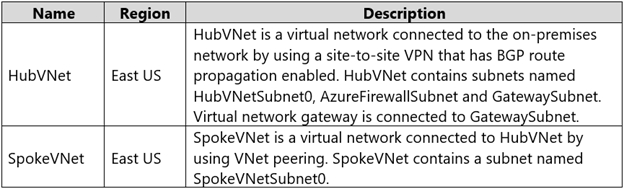 Name Region Description
HubVNet is a virtual network connected to the on-premises
network by using a site-to-site VPN that has BGP route
HubVNet East US propagation enabled. HubVNet contains subnets named
HubVNetSubnet0, AzureFirewallSubnet and GatewaySubnet.
Virtual network gateway is connected to GatewaySubnet.
SpokeVNet is a virtual network connected to HubVNet by
SpokeVNet East US using VNet peering. SpokeVNet contains a subnet named
SpokeVNetSubnet0.